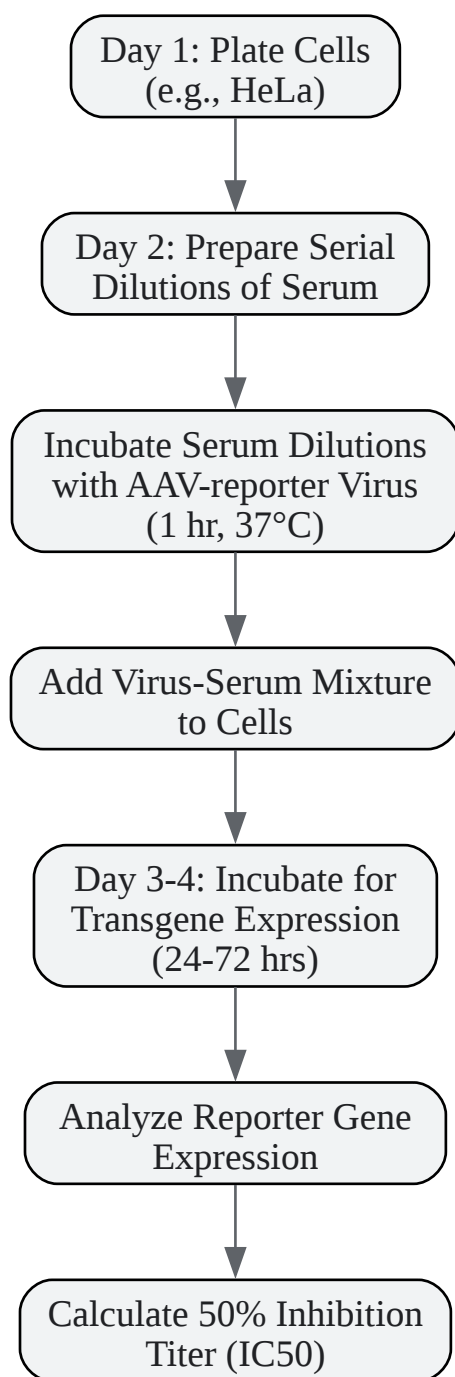 Day 1: Plate Cells
(e.g., HeLa)
Day 2: Prepare Serial
Dilutions of Serum
Incubate Serum Dilutions
with AAV-reporter Virus
(1 hr, 37°C)
Add Virus-Serum Mixture
to Cells
Day 3-4: Incubate for
Transgene Expression
(24-72 hrs)
Analyze Reporter Gene
Expression
Calculate 50% Inhibition
Titer (IC50)